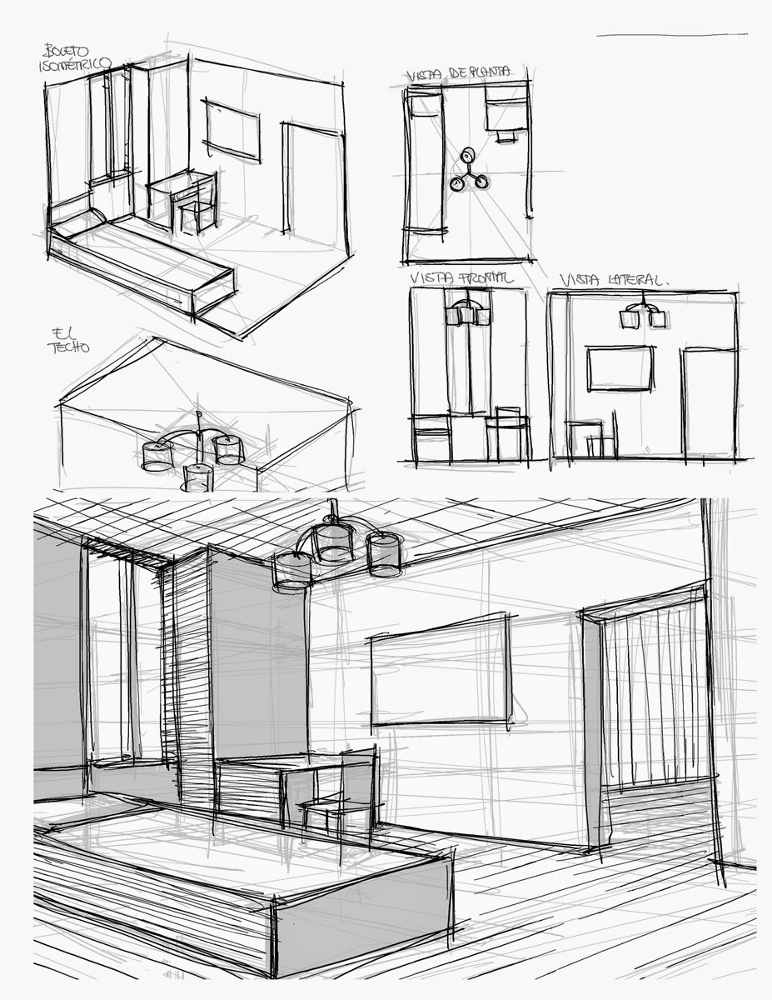 BOCETO
ISOMÉTRICO
VISTA DE PLANTA
VISTA FRONTAL
VISTA LATERAL.
EL
TECHO